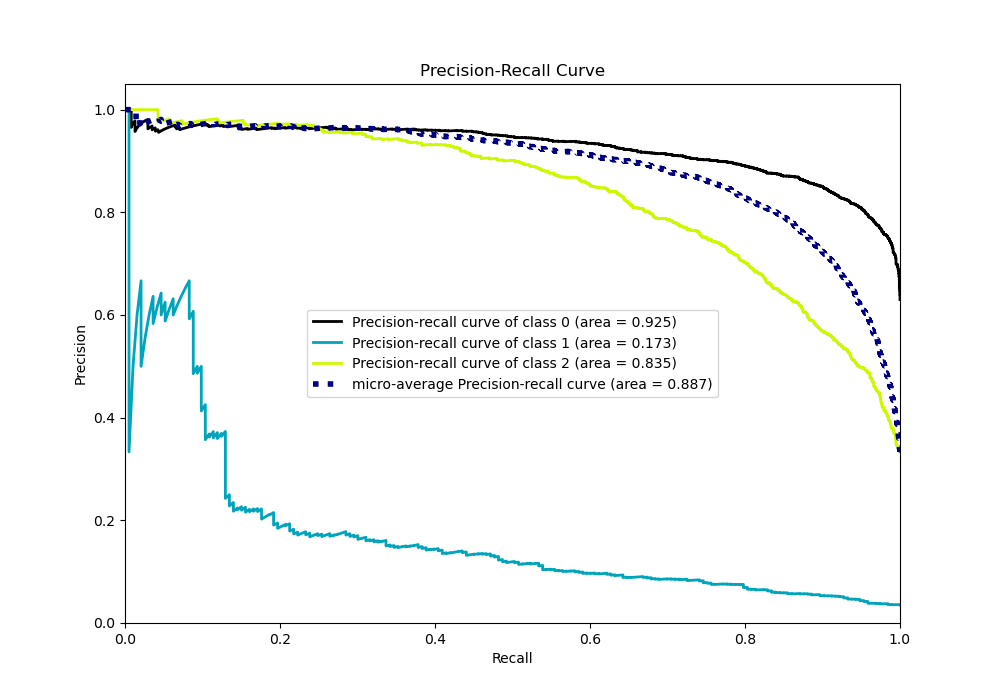 Precision-Recall Curve
1.0
0.8
0.6
0.4
0.2
0.0
Precision
Precision-recall curve of class 0 (area = 0.925)
Precision-recall curve of class 1 (area = 0.173)
Precision-recall curve of class 2 (area = 0.835)
micro-average Precision-recall curve (area = 0.887)
0.0 0.2 0.4 0.6 0.8 1.0
Recall